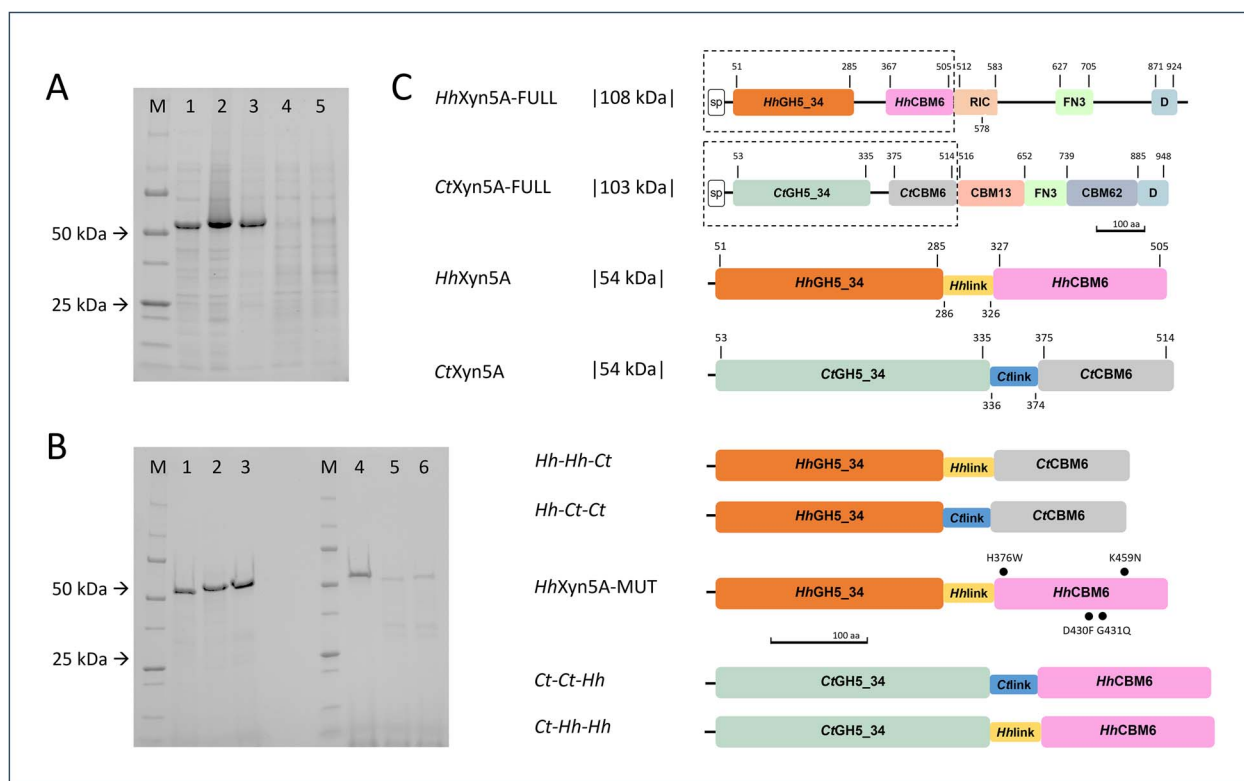 A
M 1 2 3 4 5
50 kDa →
25 kDa →
B
M 1 2 3 M 4 5 6
50 kDa →
25 kDa →
C
HhXyn5A-FULL |108 kDa|
51 285 367 505 512 583 627 705 871 924
sp HhGH5_34 HhCBM6 RIC FN3 D
578
CtXyn5A-FULL |103 kDa|
53 335 375 514 516 652 739 885 948
sp CtGH5_34 CtCBM6 CBM13 FN3 CBM62 D
100 aa
HhXyn5A |54 kDa|
51 285 327 505
HhGH5_34 Hhlink HhCBM6
286 326
CtXyn5A |54 kDa|
53 335 375 514
CtGH5_34 Ctlink CtCBM6
336 374
Hh-Hh-Ct HhGH5_34 Hhlink CtCBM6
Hh-Ct-Ct HhGH5_34 Ctlink CtCBM6
H376W K459N
HhXyn5A-MUT HhGH5_34 Hhlink HhCBM6
D430F G431Q
100 aa
Ct-Ct-Hh CtGH5_34 Ctlink HhCBM6
Ct-Hh-Hh CtGH5_34 Hhlink HhCBM6